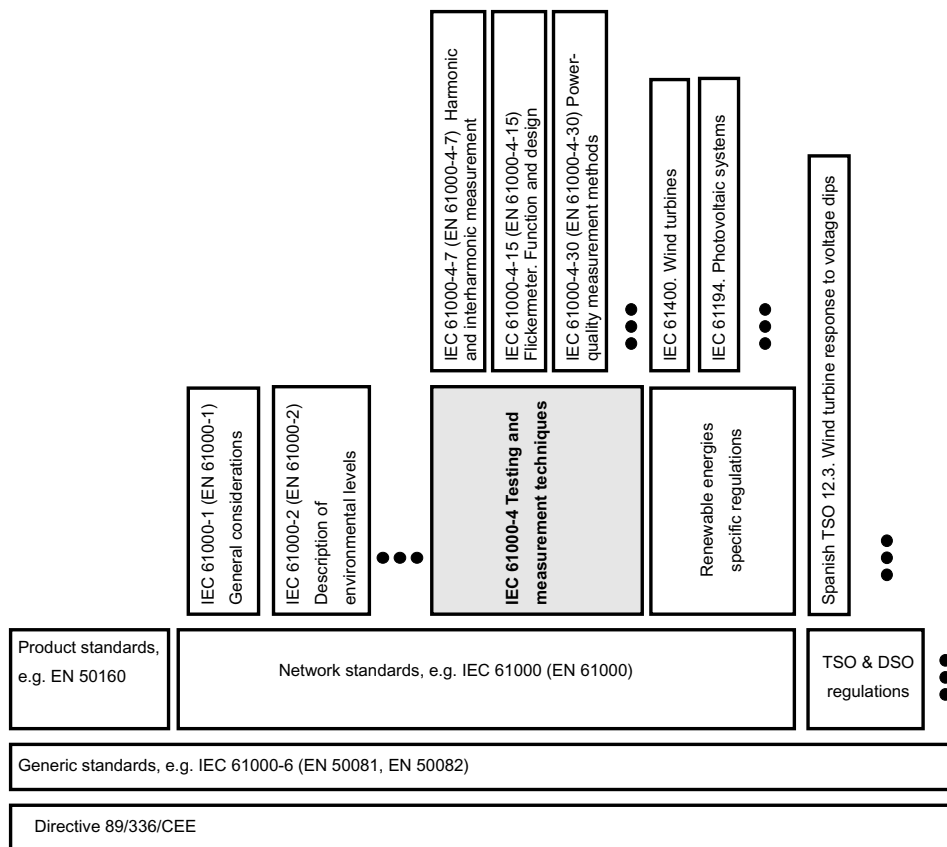 IEC 61000-4-7 (EN 61000-4-7)  Harmonic
and interharmonic measurement
IEC 61000-4-15 (EN 61000-4-15)
Flickermeter. Function and design
IEC 61000-4-30 (EN 61000-4-30) Power-
quality measurement methods
IEC 61400. Wind turbines
IEC 61194. Photovoltaic systems
Spanish TSO 12.3. Wind turbine response to voltage dips
IEC 61000-1 (EN 61000-1)
General considerations
IEC 61000-2 (EN 61000-2)
Description of
environmental levels
IEC 61000-4 Testing and
measurement techniques
Renewable energies
specific regulations
Product standards,
e.g. EN 50160
Network standards, e.g. IEC 61000 (EN 61000)
TSO & DSO
regulations
Generic standards, e.g. IEC 61000-6 (EN 50081, EN 50082)
Directive 89/336/CEE